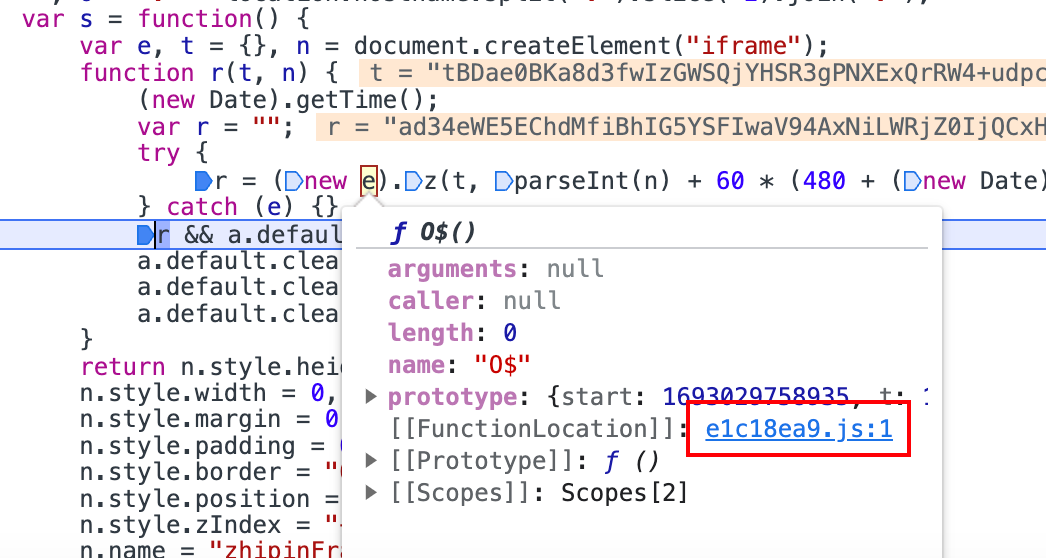 var s = function() {
var e, t = {}, n = document.createElement("iframe");
function r(t, n) { t = "tBDae0BKa8d3fwIzGWSQjYHSR3gPNXExQrRW4+udpc
(new Date).getTime();
var r = ""; r = "ad34eWE5EChdMfiBhIG5YSFIwaV94AxNiLWRjZ0IjQCxH
try {
r = (new e).z(t, parseInt(n) + 60 * (480 + (new Date)
} catch (e) {}
r && a.defaul
a.default.clea
a.default.clea
a.default.clea
}
return n.style.hei
n.style.width = 0,
n.style.margin = 0
n.style.padding =
n.style.border = "
n.style.position =
n.style.zIndex = "
n.name = "zhipinFra
ƒ O$()
arguments: null
caller: null
length: 0
name: "O$"
prototype: {start: 1693029758935, t: 1
[[FunctionLocation]]: e1c18ea9.js:1
[[Prototype]]: ƒ ()
[[Scopes]]: Scopes[2]